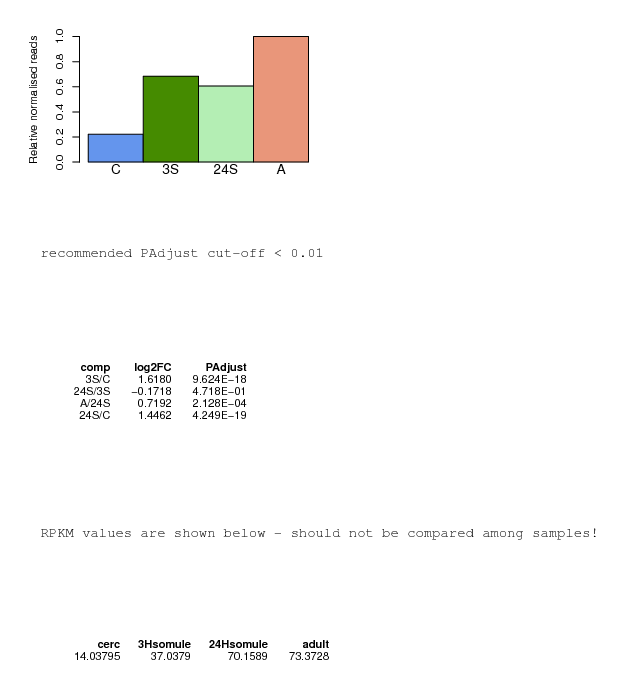 Relative normalised reads
1.0
0.8
0.6
0.4
0.2
0.0
C 3S 24S A
recommended PAdjust cut-off < 0.01
comp log2FC PAdjust
3S/C 1.6180 9.624E-18
24S/3S -0.1718 4.718E-01
A/24S 0.7192 2.128E-04
24S/C 1.4462 4.249E-19
RPKM values are shown below - should not be compared among samples!
cerc 3Hsomule 24Hsomule adult
14.03795 37.0379 70.1589 73.3728